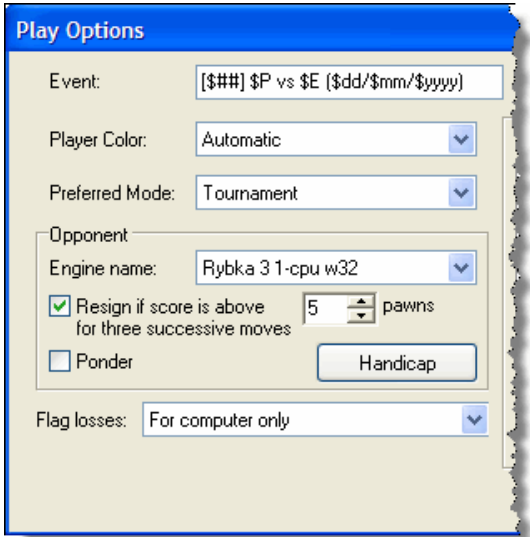 Play Options
Event: [$##] $P vs $E ($dd/$mm/$yyyy)
Player Color: Automatic
Preferred Mode: Tournament
Opponent
Engine name: Rybka 3 1-cpu w32
Resign if score is above 5 pawns
for three successive moves
Ponder Handicap
Flag losses: For computer only